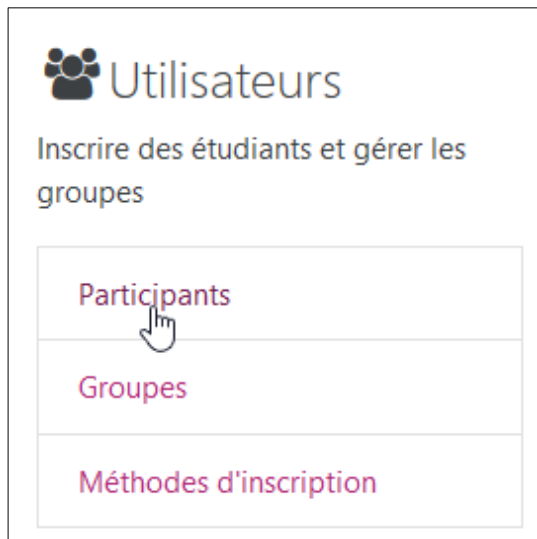 Utilisateurs
Inscrire des étudiants et gérer les
groupes
Participants
Groupes
Méthodes d'inscription